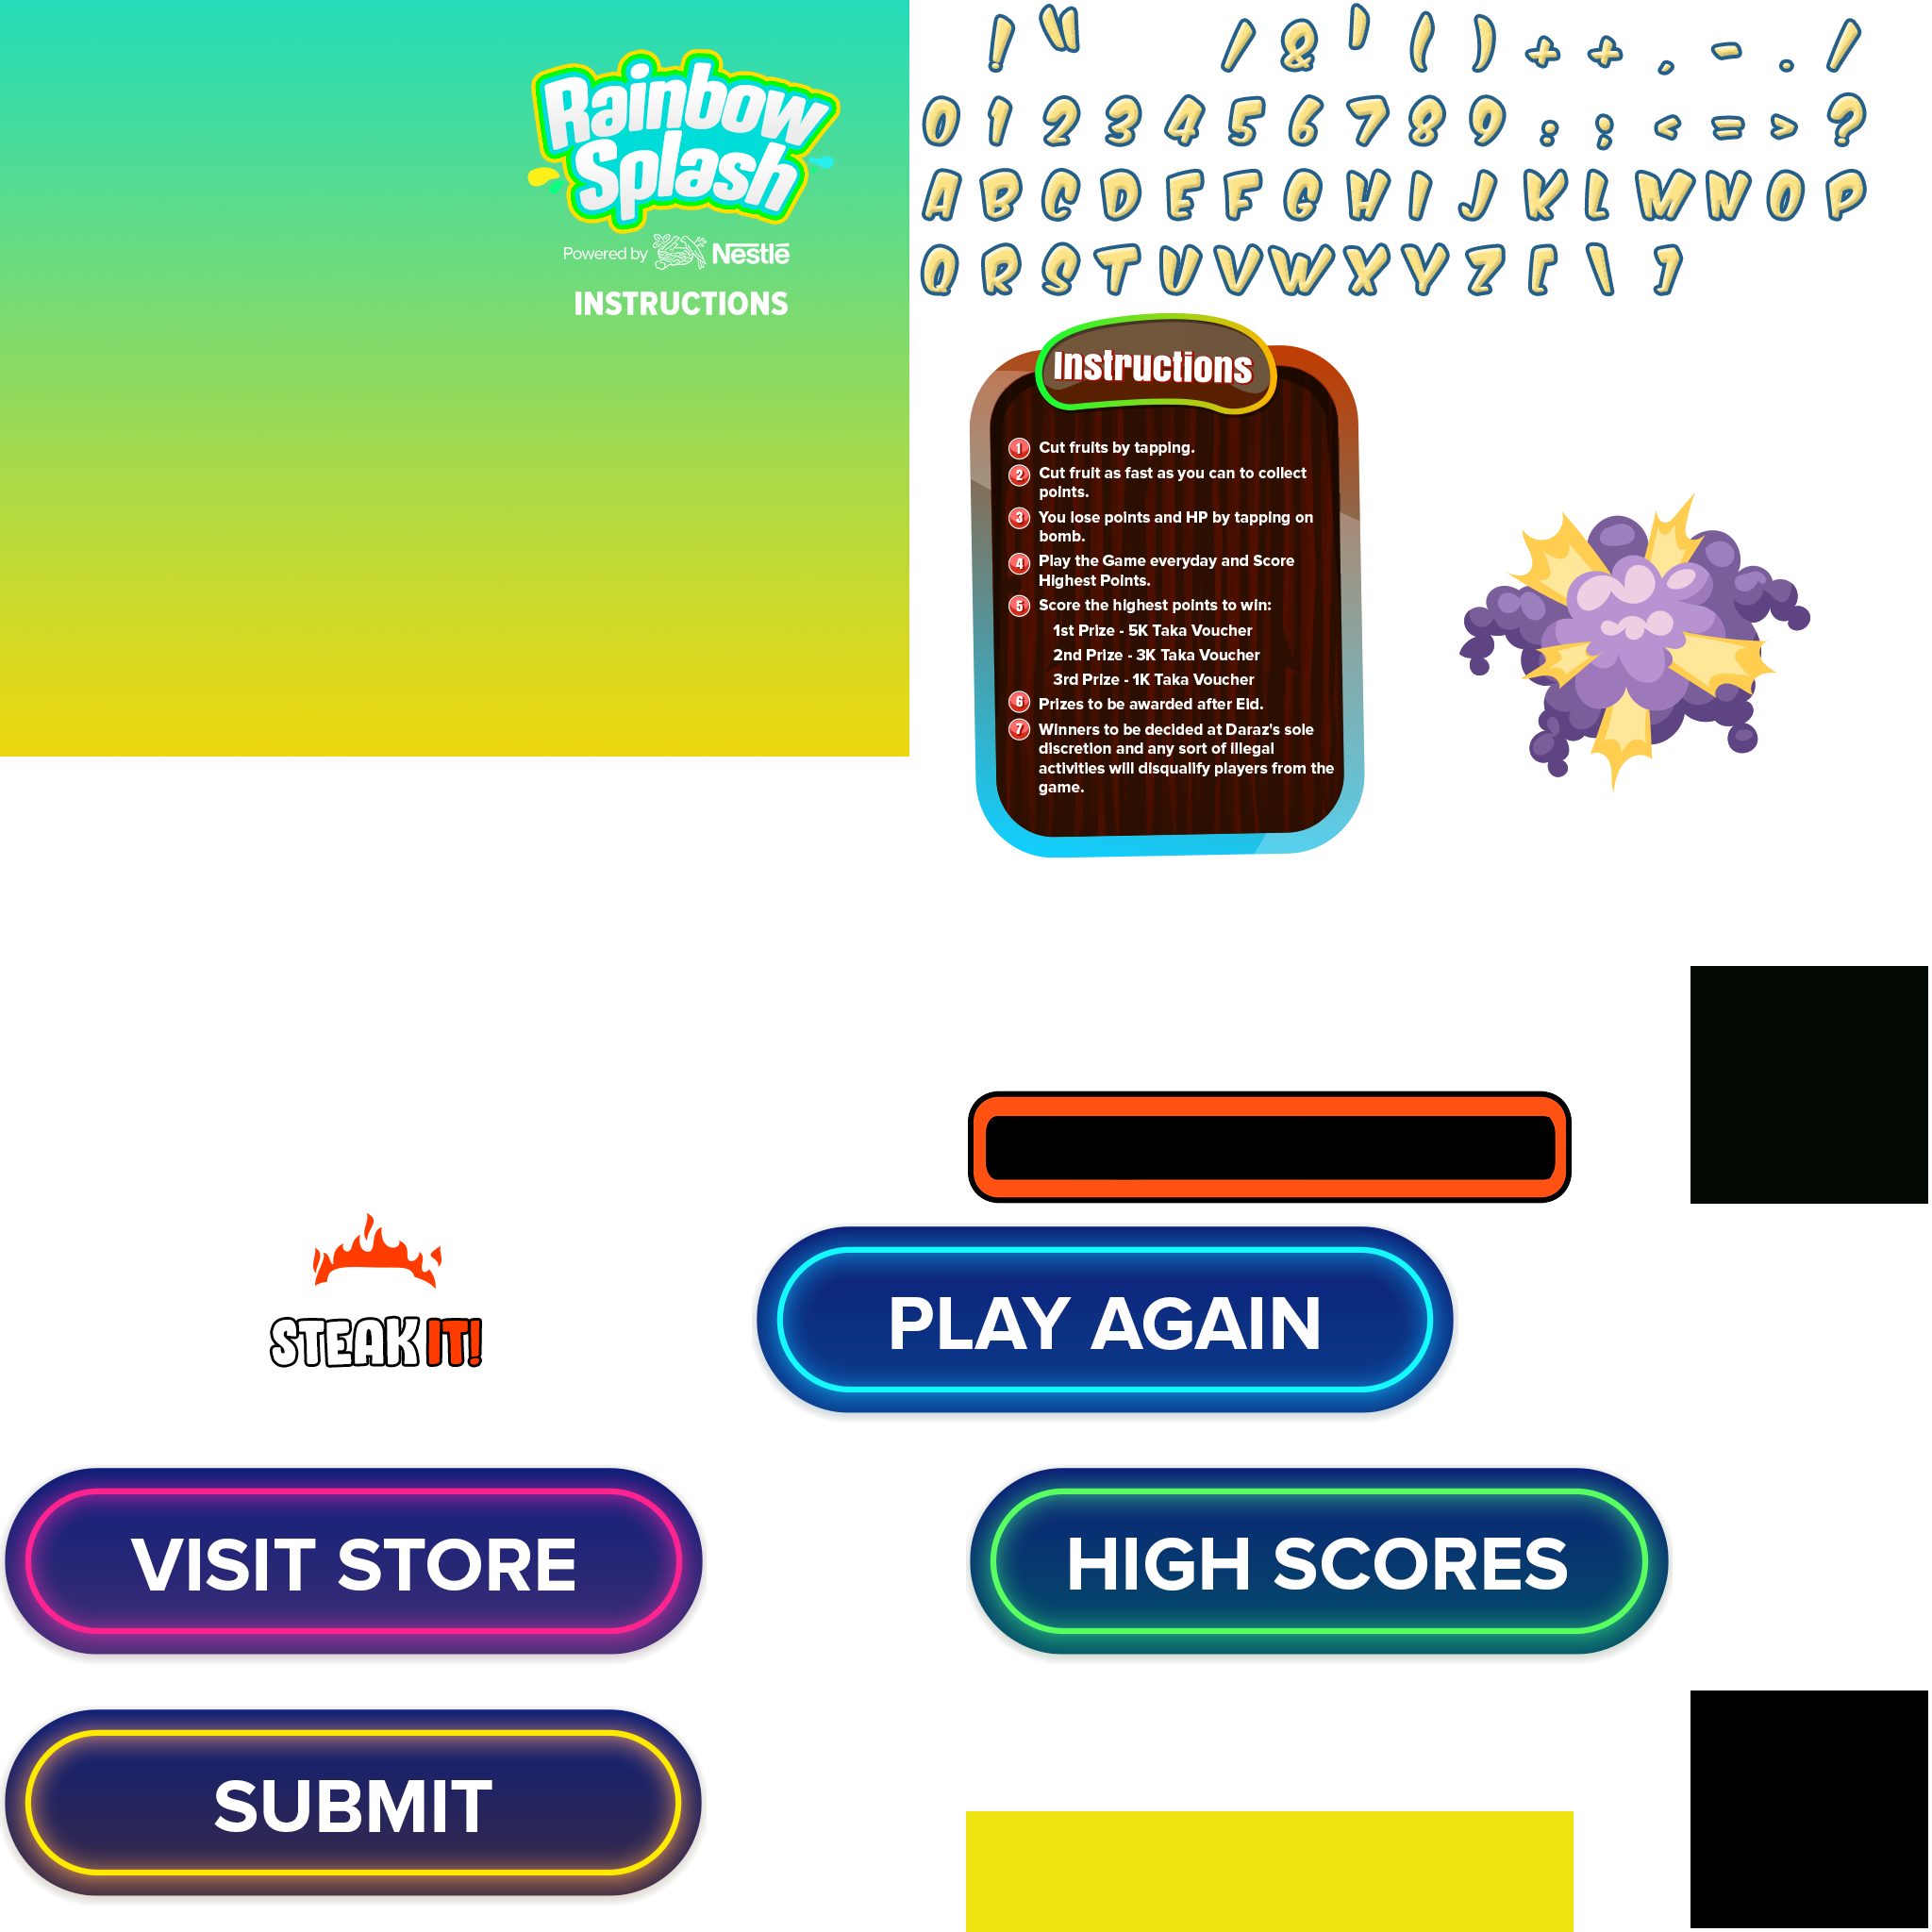 Rainbow
Splash
Powered by Nestlé
INSTRUCTIONS
! " / & ' ( ) + + , - . /
0 1 2 3 4 5 6 7 8 9 : ; < = > ?
A B C D E F G H I J K L M N O P
Q R S T U V W X Y Z [ \ ]
Instructions
1 Cut fruits by tapping.
2 Cut fruit as fast as you can to collect
points.
3 You lose points and HP by tapping on
bomb.
4 Play the Game everyday and Score
Highest Points.
5 Score the highest points to win:
1st Prize - 5K Taka Voucher
2nd Prize - 3K Taka Voucher
3rd Prize - 1K Taka Voucher
6 Prizes to be awarded after Eid.
7 Winners to be decided at Daraz's sole
discretion and any sort of illegal
activities will disqualify players from the
game.
STEAK IT!
PLAY AGAIN
VISIT STORE
HIGH SCORES
SUBMIT